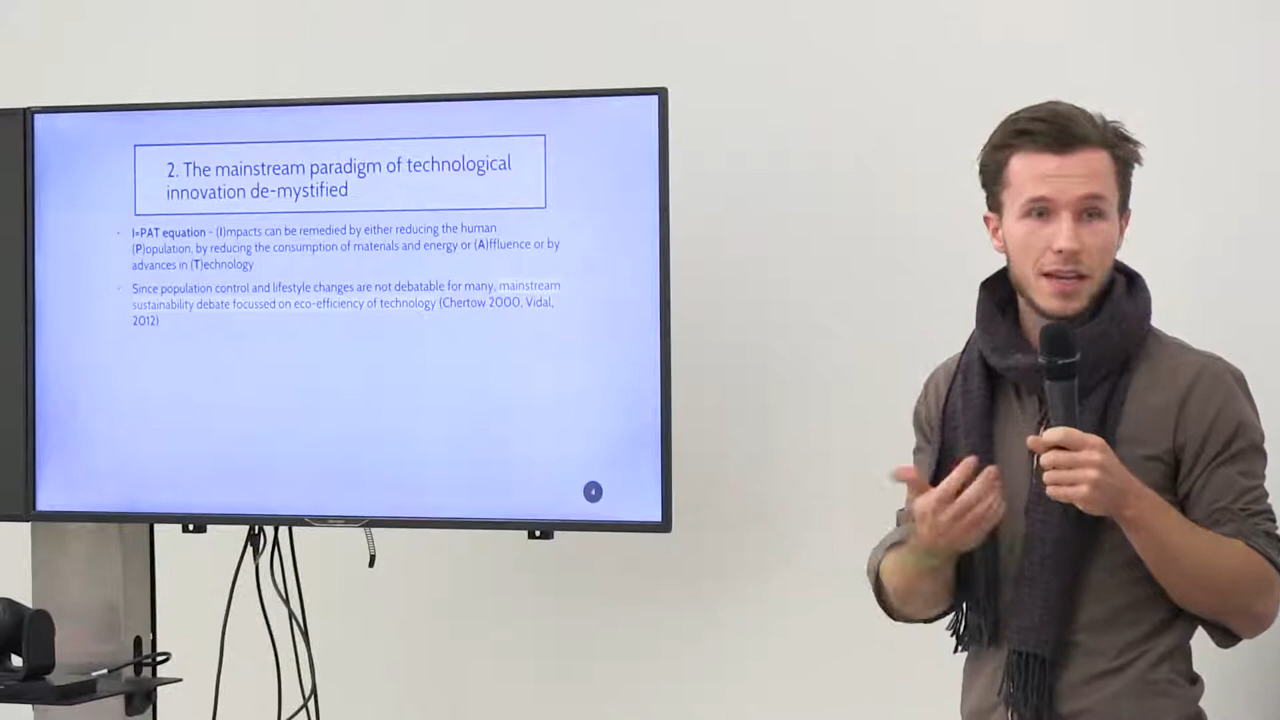 2. The mainstream paradigm of technological
innovation de-mystified
I=PAT equation - (I)mpacts can be remedied by either reducing the human
(P)opulation, by reducing the consumption of materials and energy or (A)ffluence or by
advances in (T)echnology
Since population control and lifestyle changes are not debatable for many, mainstream
sustainability debate focussed on eco-efficiency of technology (Chertow 2000, Vidal,
2012)
4